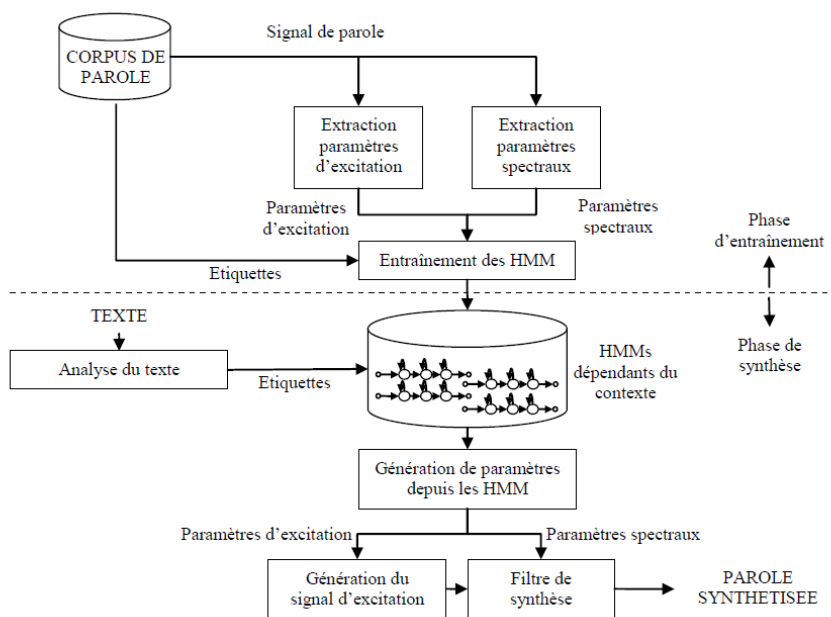 Signal de parole
CORPUS DE
PAROLE
Extraction
paramètres
d'excitation
Extraction
paramètres
spectraux
Paramètres
d'excitation
Paramètres
spectraux
Phase
d'entraînement
Entraînement des HMM
Etiquettes
TEXTE
Analyse du texte
Etiquettes
HMMs
dépendants du
contexte
Phase de
synthèse
Génération de paramètres
depuis les HMM
Paramètres d'excitation
Paramètres spectraux
Génération du
signal d'excitation
Filtre de
synthèse
PAROLE
SYNTHETISEE